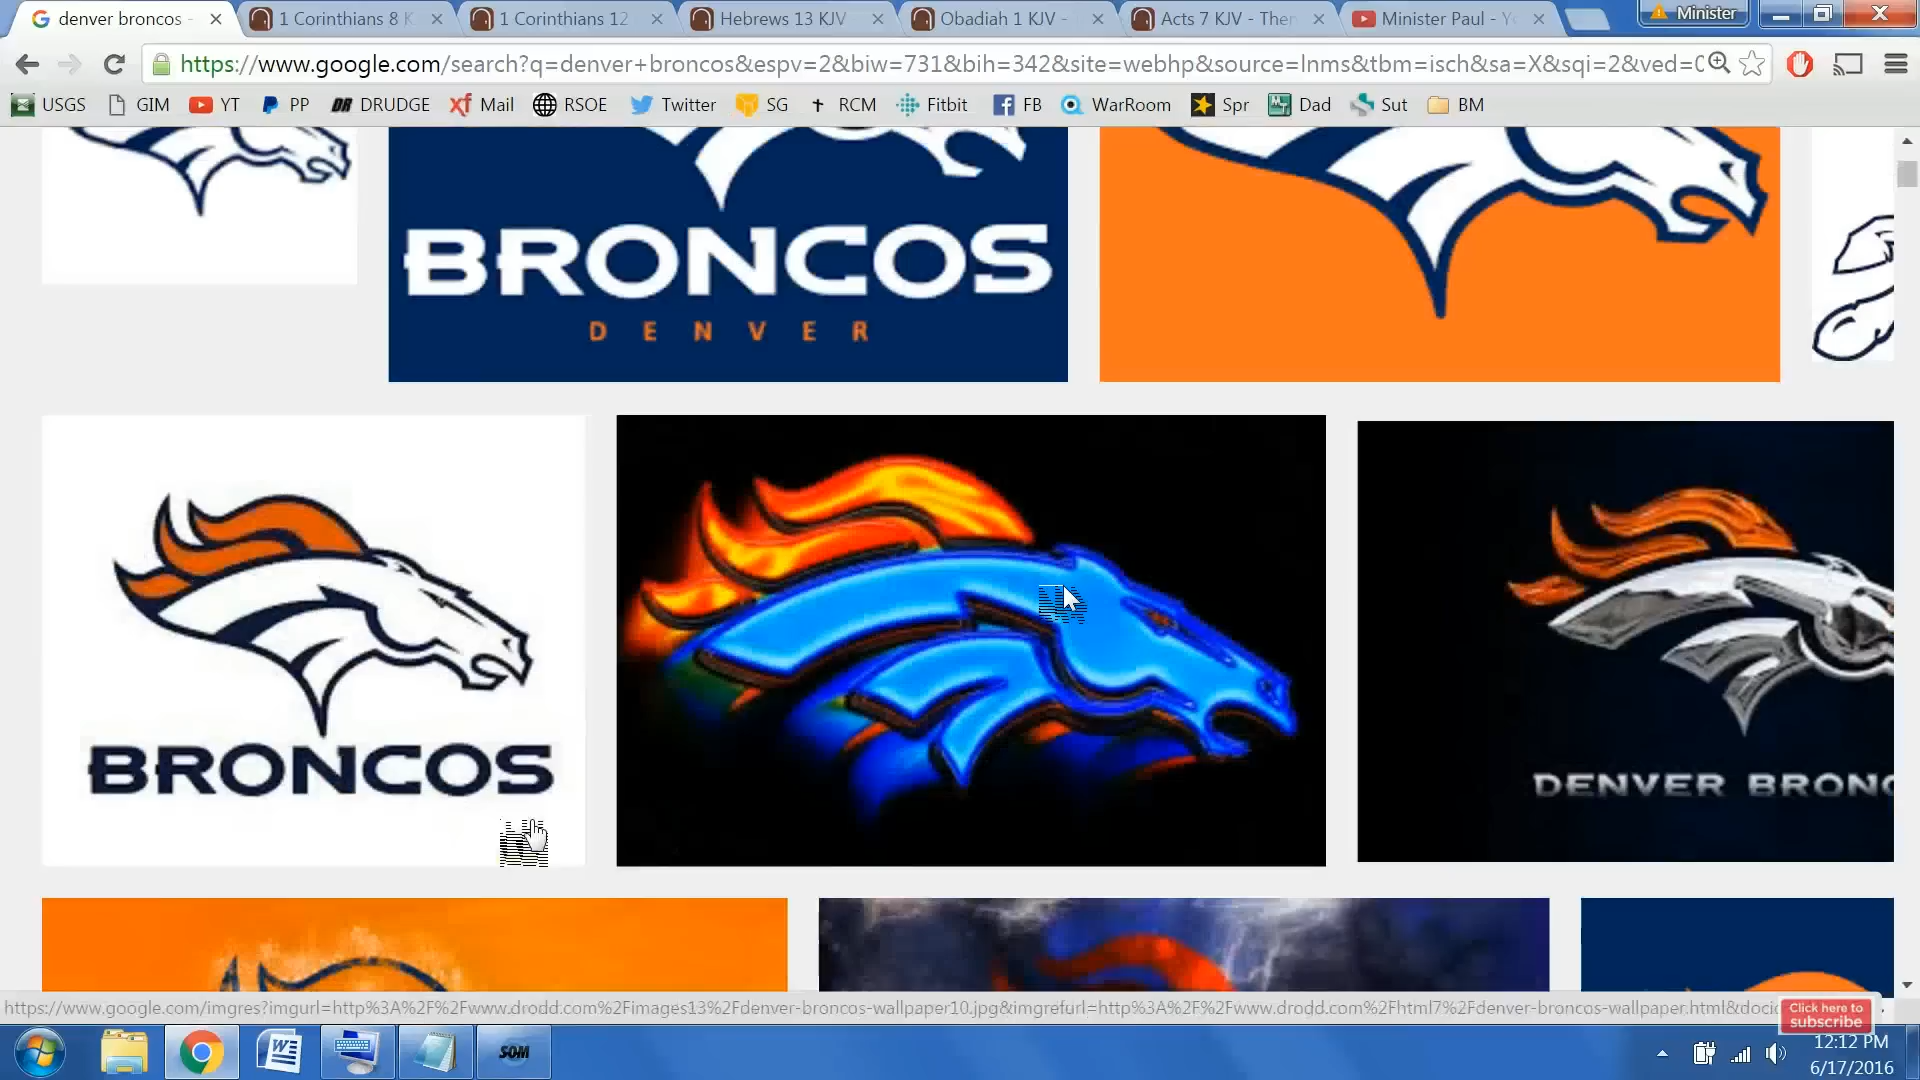 denver broncos -
1 Corinthians 8 K
1 Corinthians 12
Hebrews 13 KJV
Obadiah 1 KJV -
Acts 7 KJV - Ther
Minister Paul - Y
Minister
https://www.google.com/search?q=denver+broncos&espv=2&biw=731&bih=342&site=webhp&source=lnms&tbm=isch&sa=X&sqi=2&ved=0
USGS
GIM
YT
PP
DR DRUDGE
xf Mail
RSOE
Twitter
SG
RCM
Fitbit
FB
WarRoom
Spr
Dad
Sut
BM
BRONCOS
DENVER
BRONCOS
DENVER BRONC
https://www.google.com/imgres?imgurl=http%3A%2F%2Fwww.drodd.com%2Fimages13%2Fdenver-broncos-wallpaper10.jpg&imgrefurl=http%3A%2F%2Fwww.drodd.com%2Fhtml7%2Fdenver-broncos-wallpaper.html&docid
Click here to
subscribe
SOM
12:12 PM
6/17/2016